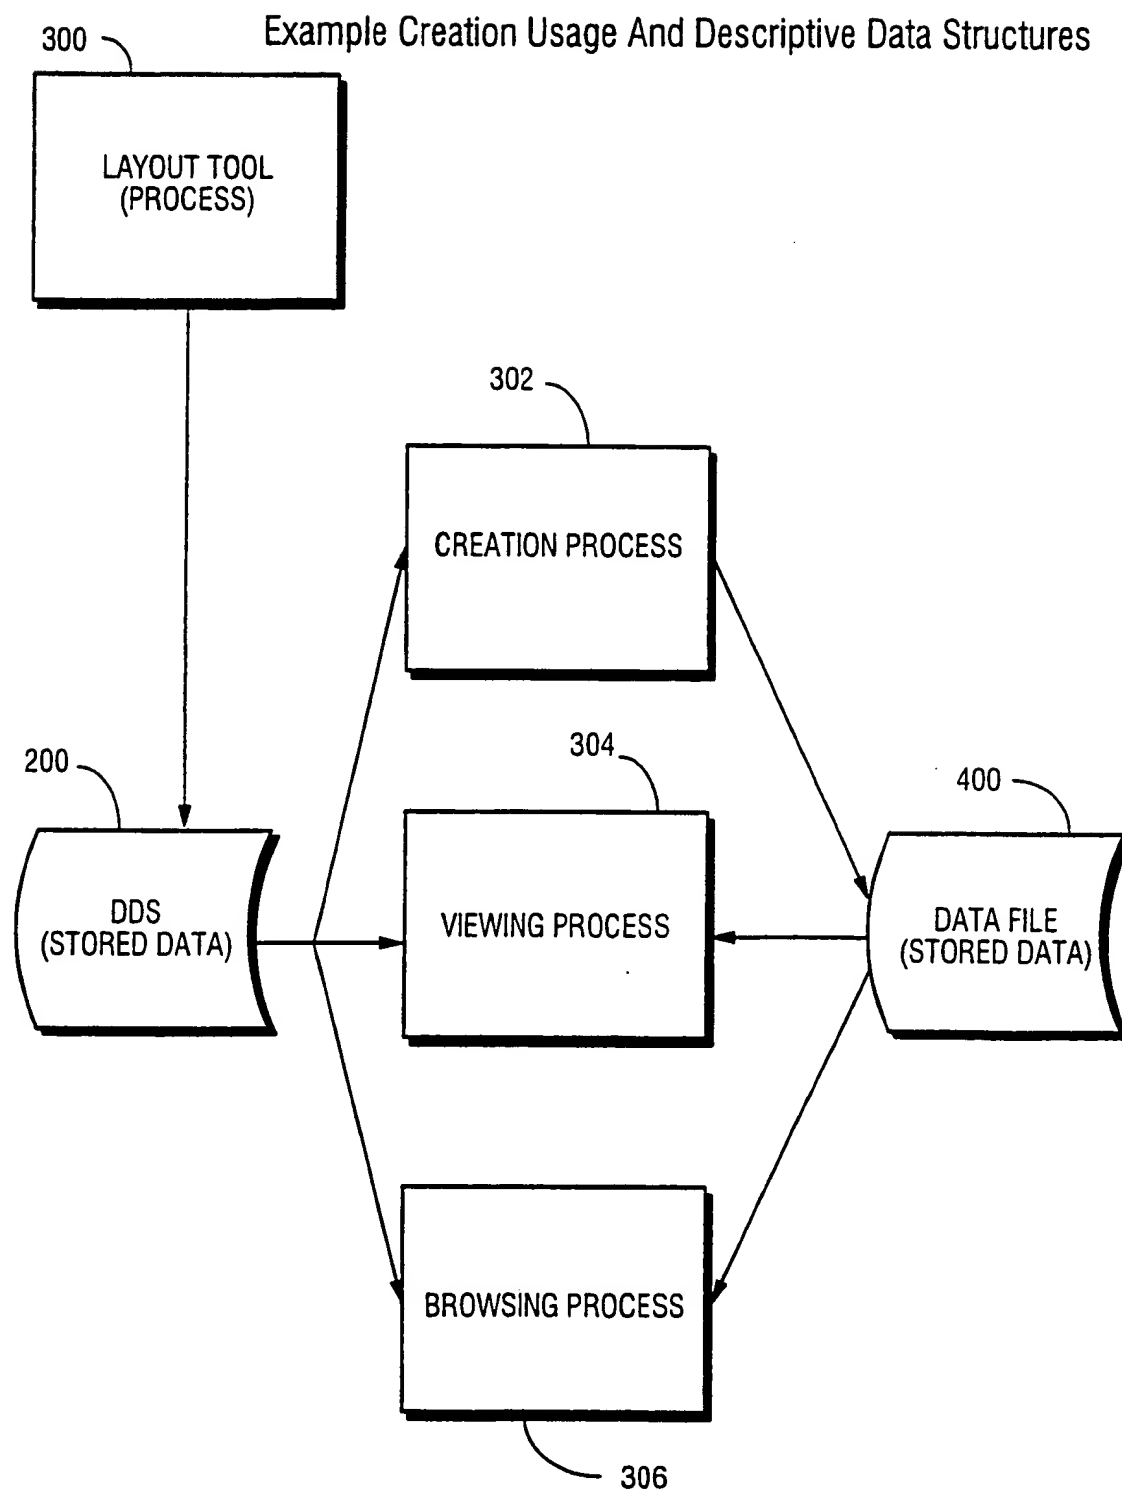 Example Creation Usage And Descriptive Data Structures
300
LAYOUT TOOL
(PROCESS)
302
CREATION PROCESS
200
DDS
(STORED DATA)
304
VIEWING PROCESS
400
DATA FILE
(STORED DATA)
BROWSING PROCESS
306